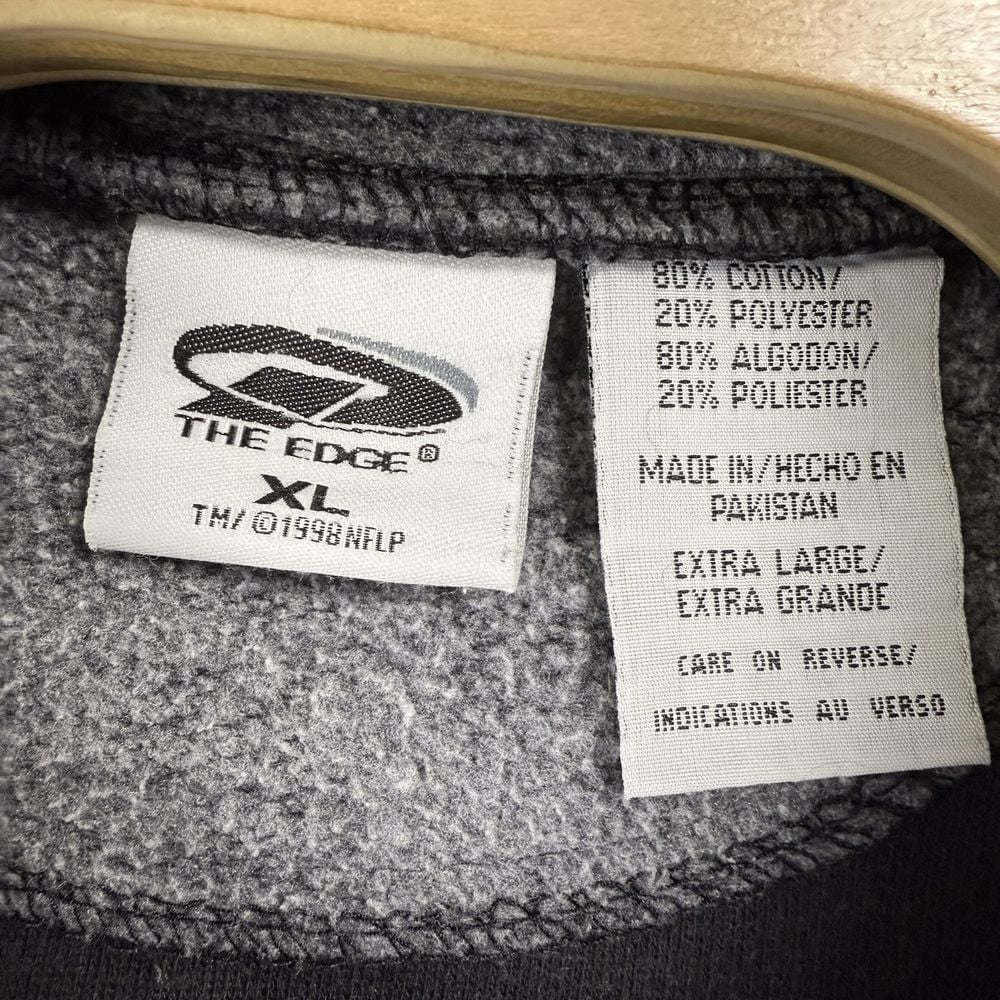 THE EDGE®
XL
TM/©1998NFLP
80% COTTON/
20% POLYESTER
80% ALGODON/
20% POLIESTER
MADE IN/HECHO EN
PAKISTAN
EXTRA LARGE/
EXTRA GRANDE
CARE ON REVERSE/
INDICATIONS AU VERSO